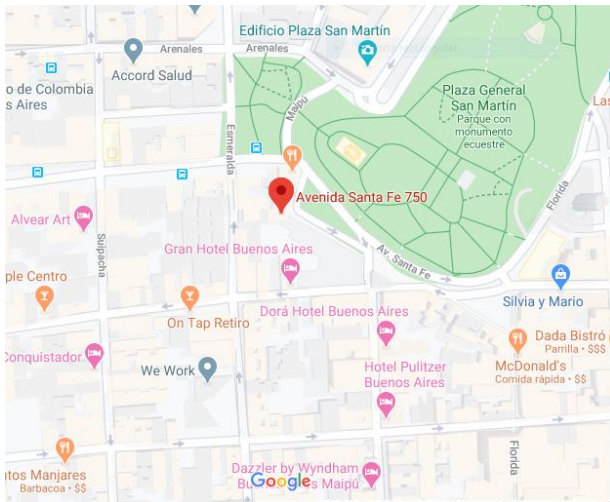 Edificio Plaza San Martín
Arenales
Arenales
Accord Salud
o de Colombia
s Aires
Maipú
Plaza General
San Martín
Parque con
monumento
ecuestre
Las
Esmeralda
Florida
Avenida Santa Fe 750
Alvear Art
Suipacha
Gran Hotel Buenos Aires
Av. Santa Fe
ple Centro
On Tap Retiro
Dorá Hotel Buenos Aires
Silvia y Mario
Dada Bistró
Parrilla • $$$
Conquistador
We Work
Hotel Pulitzer
Buenos Aires
McDonald's
Comida rápida • $$
Florida
ntos Manjares
Barbacoa • $$
Dazzler by Wyndham
Bu s Maipú
Google